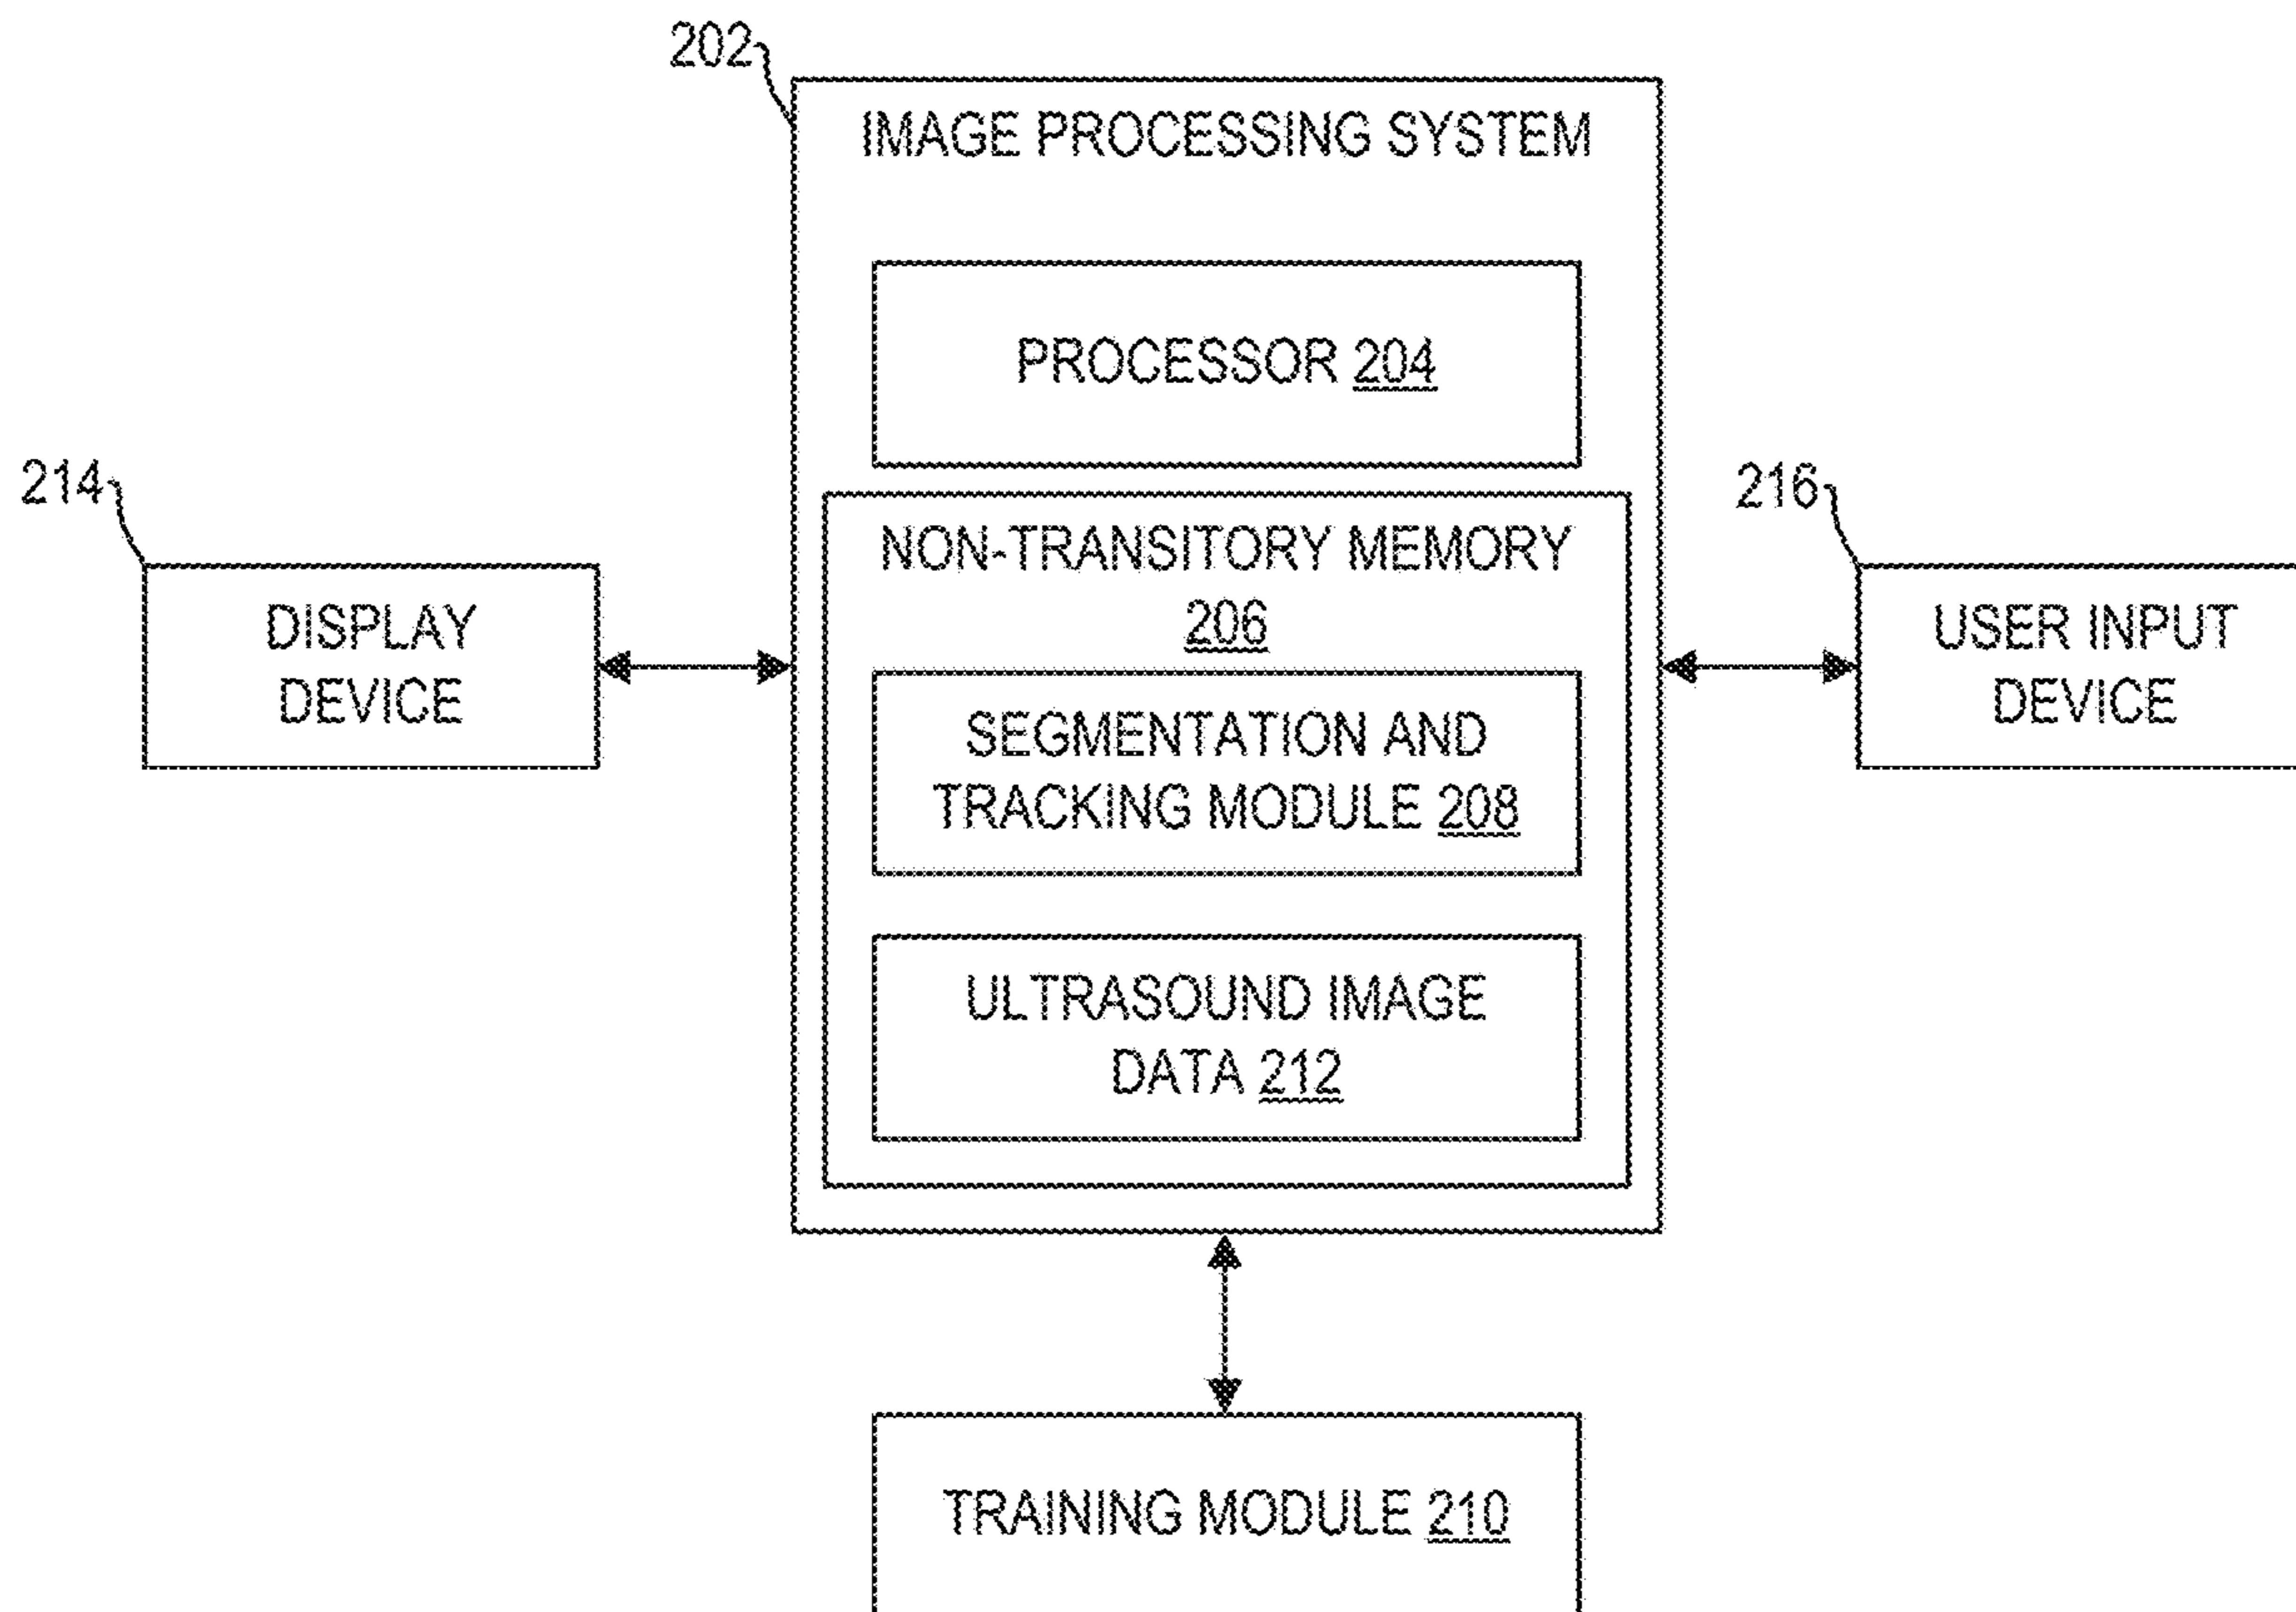 202
IMAGE PROCESSING SYSTEM
PROCESSOR 204
214
216
NON-TRANSITORY MEMORY
206
DISPLAY
DEVICE
USER INPUT
DEVICE
SEGMENTATION AND
TRACKING MODULE 208
ULTRASOUND IMAGE
DATA 212
TRAINING MODULE 210